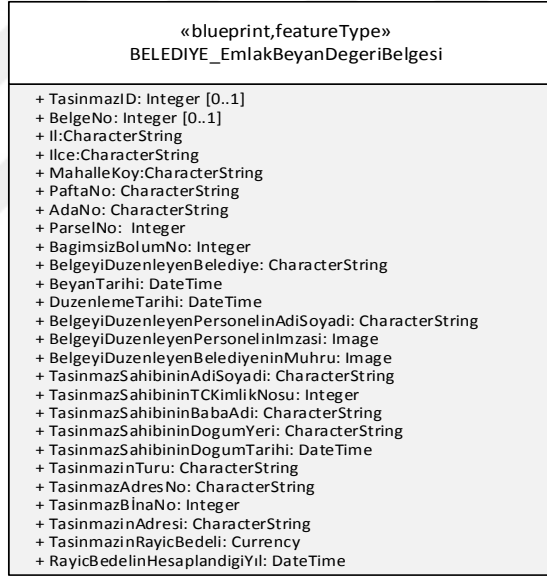 «blueprint,featureType»
BELEDIYE_EmlakBeyanDegeriBelgesi
+ TasinmazID: Integer [0..1]
+ BelgeNo: Integer [0..1]
+ Il:CharacterString
+ Ilce:CharacterString
+ MahalleKoy:CharacterString
+ PaftaNo: CharacterString
+ AdaNo: CharacterString
+ ParselNo: Integer
+ BagimsizBolumNo: Integer
+ BelgeyiDuzenleyenBelediye: CharacterString
+ BeyanTarihi: DateTime
+ DuzenlemeTarihi: DateTime
+ BelgeyiDuzenleyenPersonelinAdiSoyadi: CharacterString
+ BelgeyiDuzenleyenPersonelinImzasi: Image
+ BelgeyiDuzenleyenBelediyeninMuhru: Image
+ TasinmazSahibininAdiSoyadi: CharacterString
+ TasinmazSahibininTCKimlikNosu: Integer
+ TasinmazSahibininBabaAdi: CharacterString
+ TasinmazSahibininDogumYeri: CharacterString
+ TasinmazSahibininDogumTarihi: DateTime
+ TasinmazinTuru: CharacterString
+ TasinmazAdresNo: CharacterString
+ TasinmazBİnaNo: Integer
+ TasinmazinAdresi: CharacterString
+ TasinmazinRayicBedeli: Currency
+ RayicBedelinHesaplandigiYıl: DateTime